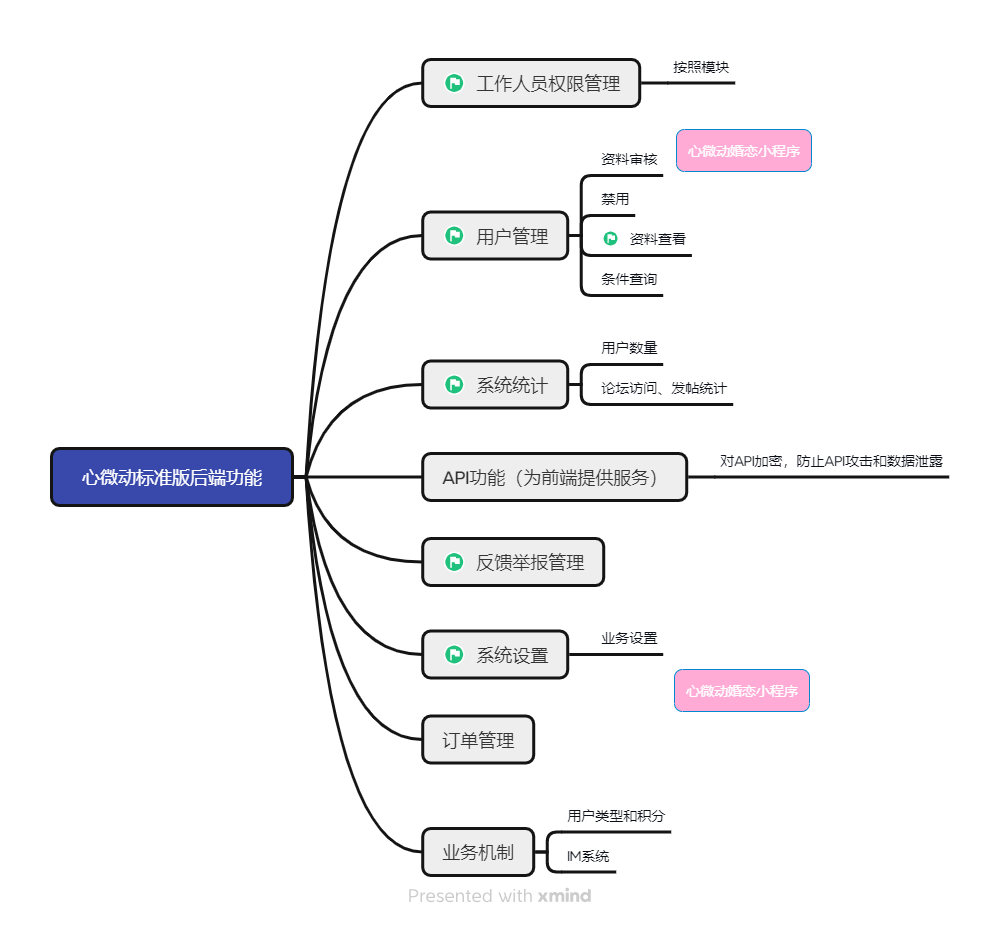 心微动标准版后端功能
工作人员权限管理
按照模块
心微动婚恋小程序
用户管理
资料审核
禁用
资料查看
条件查询
系统统计
用户数量
论坛访问、发帖统计
API功能（为前端提供服务）
对API加密，防止API攻击和数据泄露
反馈举报管理
系统设置
业务设置
心微动婚恋小程序
订单管理
业务机制
用户类型和积分
IM系统
Presented with xmind